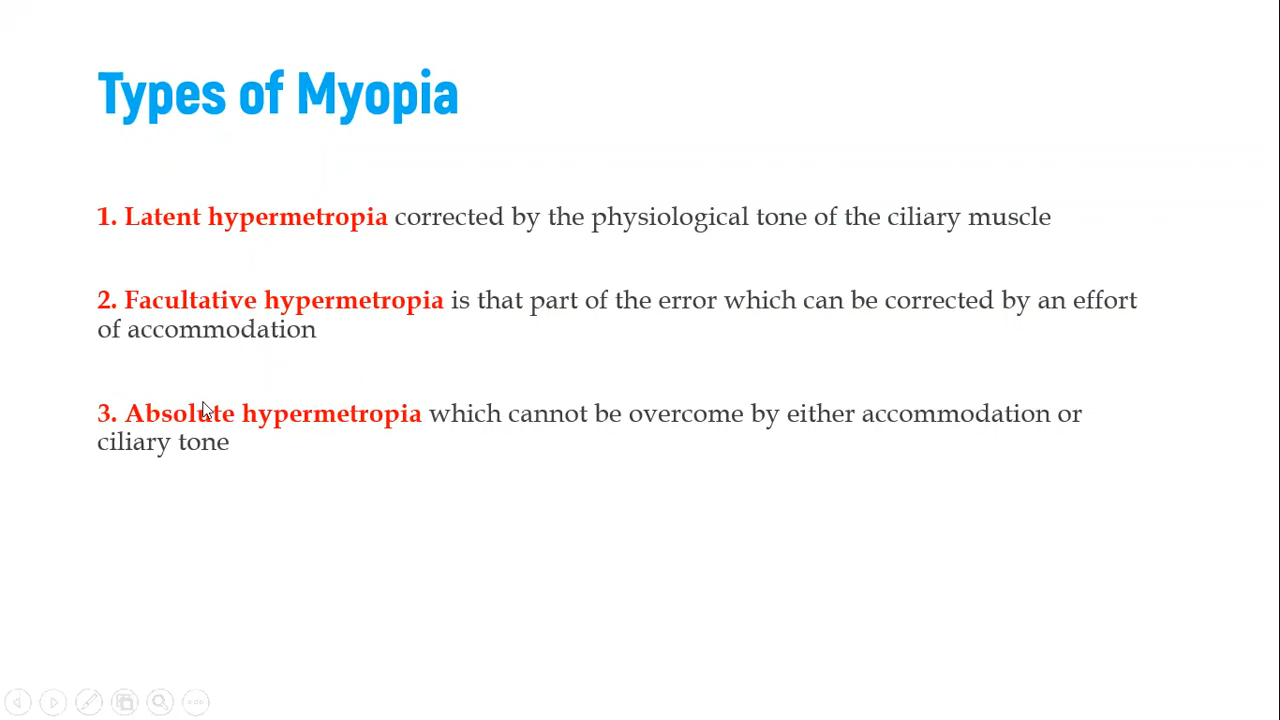 Types of Myopia
1. Latent hypermetropia corrected by the physiological tone of the ciliary muscle
2. Facultative hypermetropia is that part of the error which can be corrected by an effort
of accommodation
3. Absolute hypermetropia which cannot be overcome by either accommodation or
ciliary tone